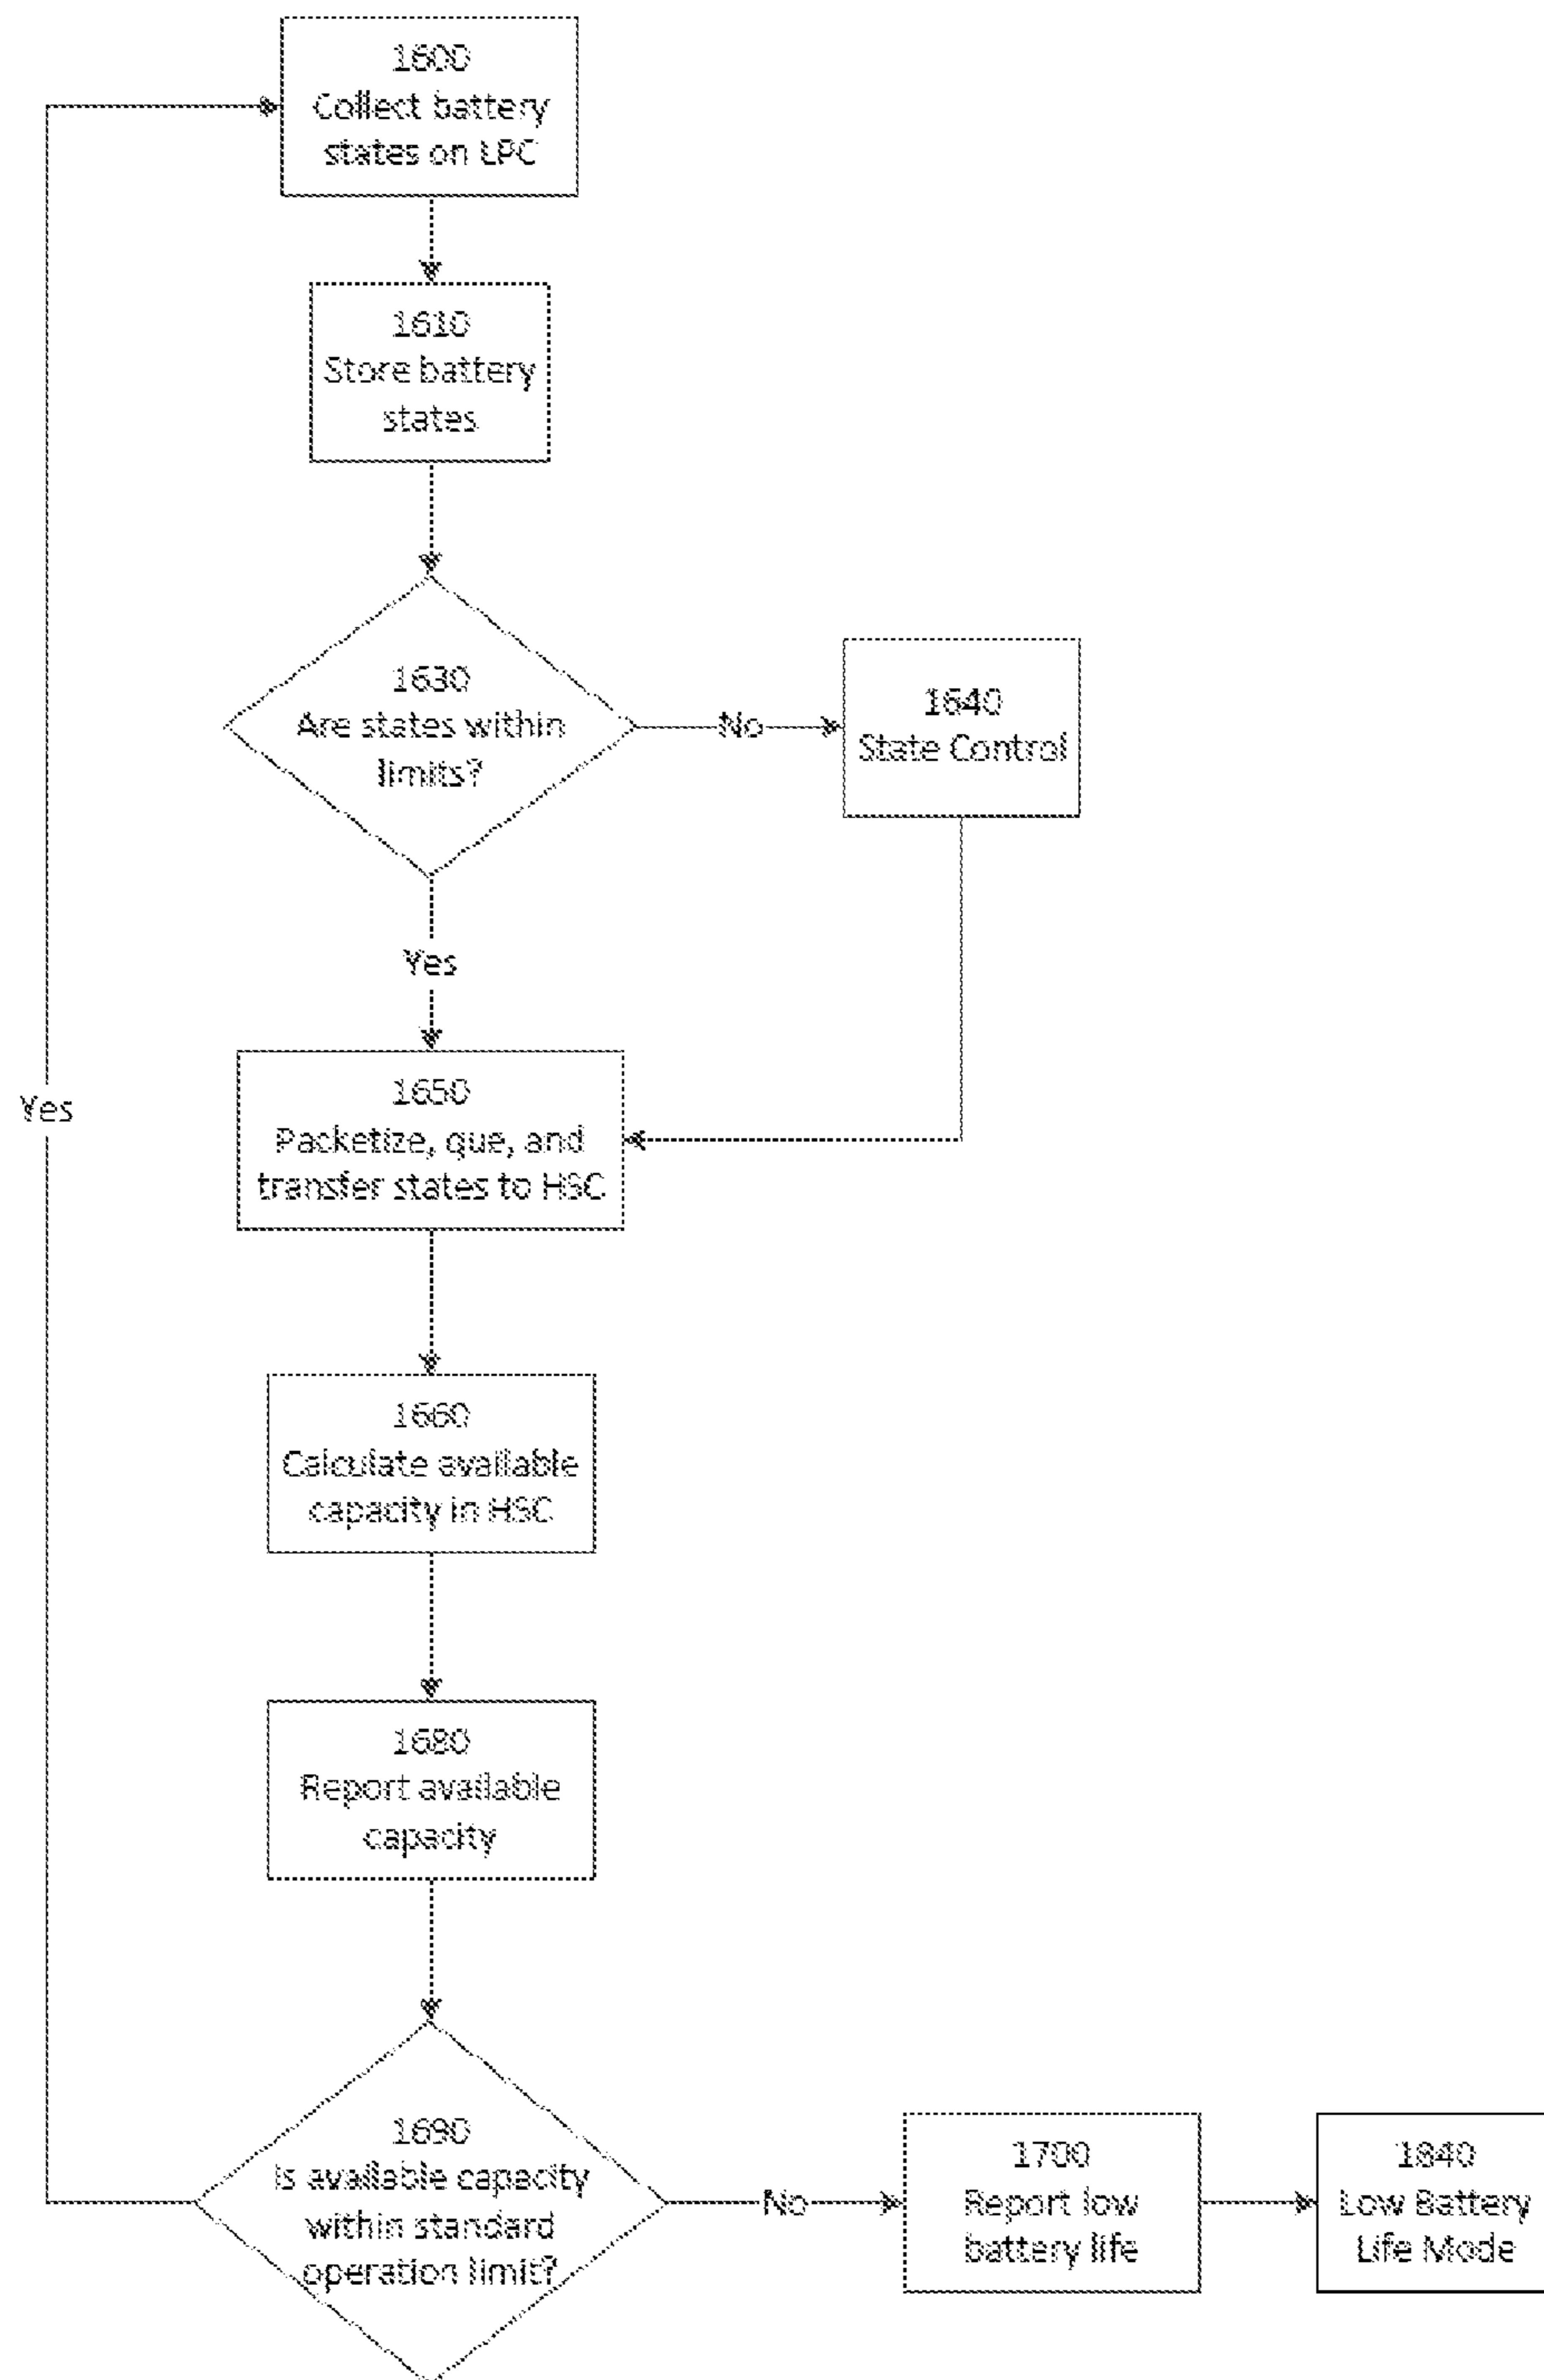 1600
Collect battery
states on LPC
1610
Store battery
states
1630
Are states within
limits?
No
1640
State Control
Yes
1650
Packetize, que, and
transfer states to HSC
Yes
1660
Calculate available
capacity in HSC
1680
Report available
capacity
1690
Is available capacity
within standard
operation limit?
No
1700
Report low
battery life
1840
Low Battery
Life Mode